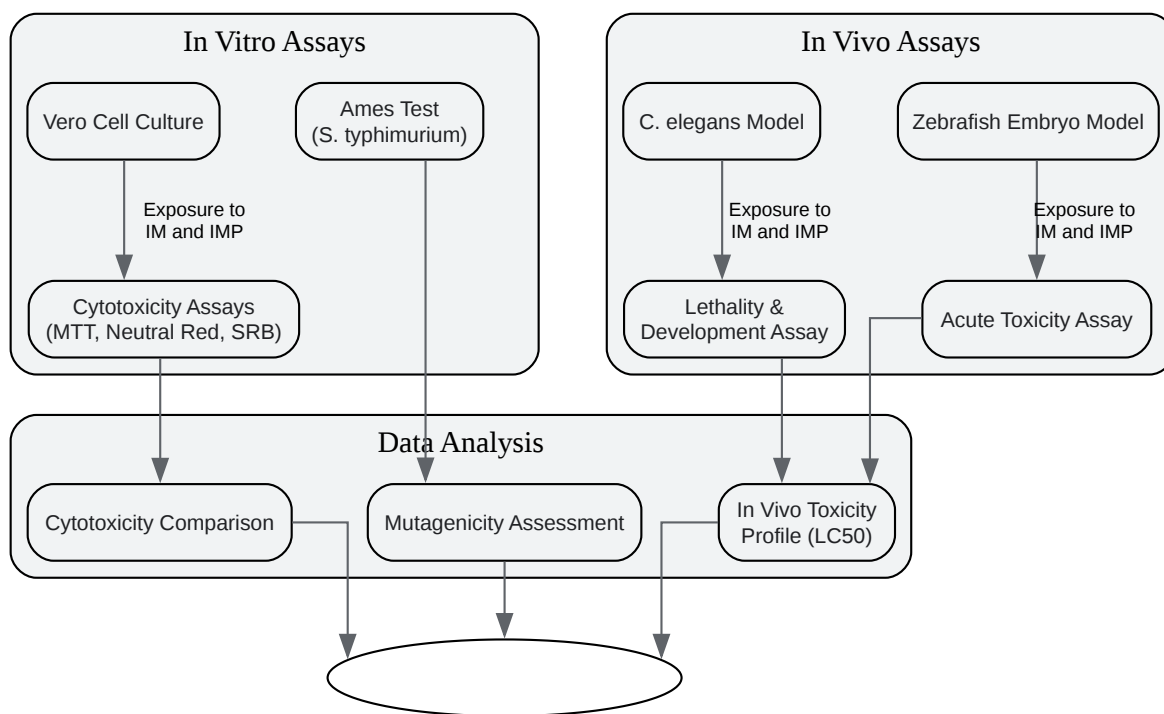 In Vitro Assays
Vero Cell Culture
Ames Test
(S. typhimurium)
Exposure to
IM and IMP
Cytotoxicity Assays
(MTT, Neutral Red, SRB)
In Vivo Assays
C. elegans Model
Zebrafish Embryo Model
Exposure to
IM and IMP
Exposure to
IM and IMP
Lethality &
Development Assay
Acute Toxicity Assay
Data Analysis
Cytotoxicity Comparison
Mutagenicity Assessment
In Vivo Toxicity
Profile (LC50)